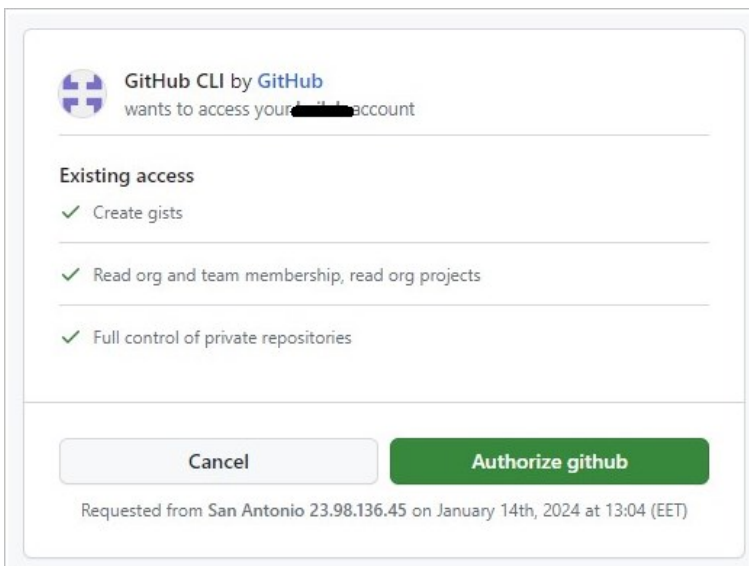 GitHub CLI by GitHub
wants to access your account
Existing access
Create gists
Read org and team membership, read org projects
Full control of private repositories
Cancel
Authorize github
Requested from San Antonio 23.98.136.45 on January 14th, 2024 at 13:04 (EET)